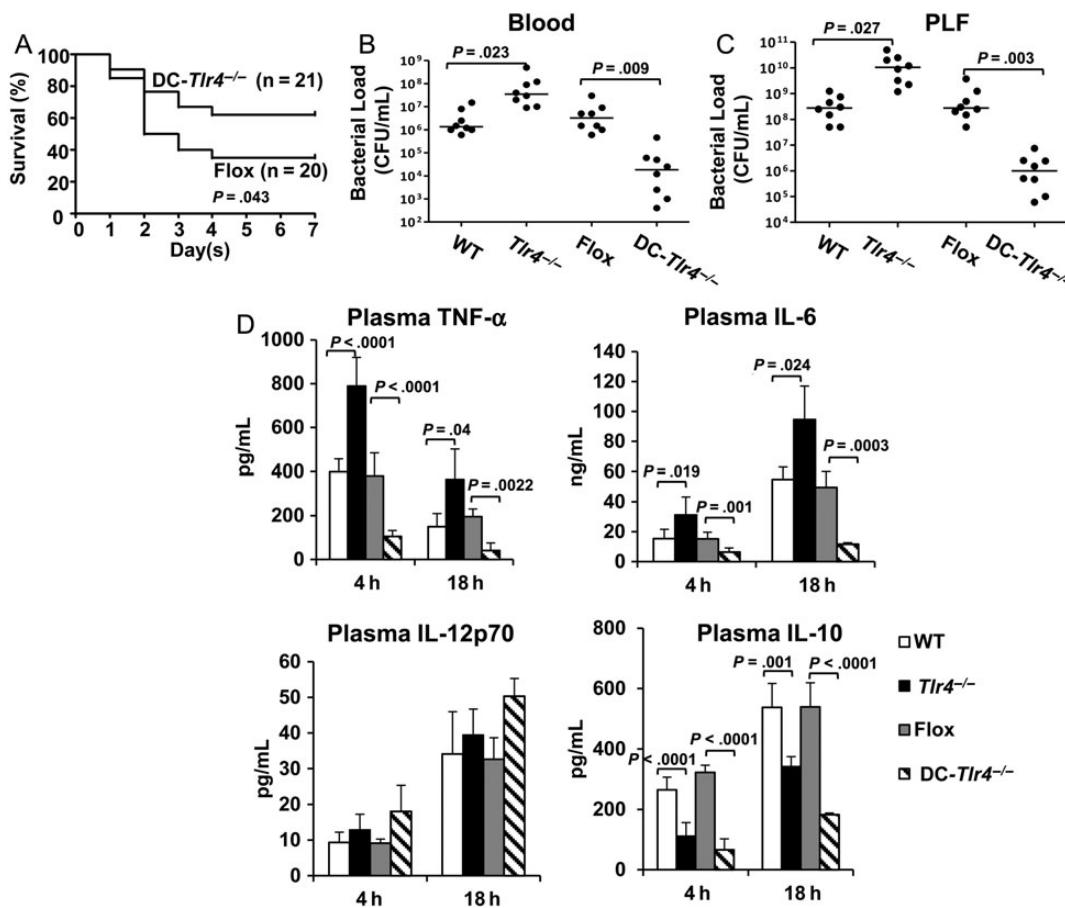 A
Survival (%)
100
80
60
40
20
0
DC-Tlr4–/– (n = 21)
Flox (n = 20)
P = .043
0 1 2 3 4 5 6 7
Day(s)
B
Blood
Bacterial Load
(CFU/mL)
P = .023
P = .009
10⁹
10⁸
10⁷
10⁶
10⁵
10⁴
10³
10²
WT
Tlr4–/–
Flox
DC-Tlr4–/–
C
PLF
Bacterial Load
(CFU/mL)
P = .027
P = .003
10¹¹
10¹⁰
10⁹
10⁸
10⁷
10⁶
10⁵
10⁴
WT
Tlr4–/–
Flox
DC-Tlr4–/–
D
Plasma TNF-α
pg/mL
1000
800
600
400
200
0
P < .0001
P < .0001
P = .04
P = .0022
4 h 18 h
Plasma IL-6
ng/mL
140
120
100
80
60
40
20
0
P = .019
P = .001
P = .024
P = .0003
4 h 18 h
Plasma IL-12p70
pg/mL
60
50
40
30
20
10
0
4 h 18 h
Plasma IL-10
pg/mL
800
600
400
200
0
P < .0001
P < .0001
P = .001
P < .0001
4 h 18 h
WT
Tlr4–/–
Flox
DC-Tlr4–/–